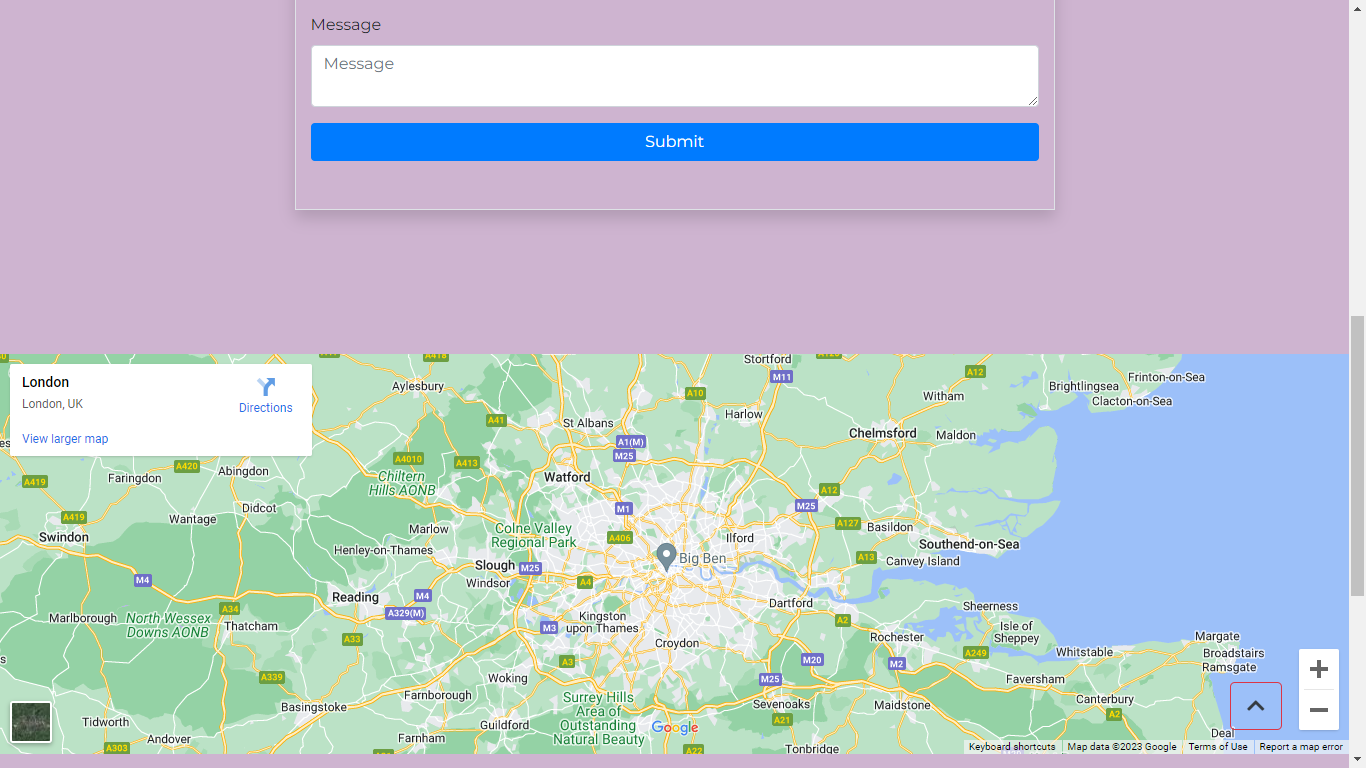 Message
Message
Submit
London
London, UK
Directions
View larger map
A418
Stortford
M11
A12
Frinton-on-Sea
Aylesbury
Brightlingsea
Clacton-on-Sea
A10
Witham
Harlow
A41
St Albans
Chelmsford
Maldon
A1(M)
M25
A4010
A413
A420
Abingdon
Faringdon
Chiltern
Hills AONB
Watford
A419
A12
M25
Didcot
M1
A419
Wantage
Marlow
Colne Valley
Regional Park
A127
Basildon
Swindon
A406
Ilford
Henley-on-Thames
Southend-on-Sea
Big Ben
A13
Canvey Island
Slough
M25
M4
Windsor
A4
Reading
M4
Dartford
A34
A329(M)
Sheerness
Marlborough
North Wessex
Downs AONB
Thatcham
Kingston
upon Thames
M3
A2
Isle of
Sheppey
A33
Croydon
Rochester
Margate
A249
Whitstable
Broadstairs
Ramsgate
A3
M20
M2
A339
Woking
M25
Faversham
Farnborough
Surrey Hills
Area of
Outstanding
Natural Beauty
Sevenoaks
Maidstone
Canterbury
Basingstoke
A21
A2
Tidworth
Guildford
Google
Deal
A303
Andover
Farnham
A22
Tonbridge
Keyboard shortcuts
Map data ©2023 Google
Terms of Use
Report a map error